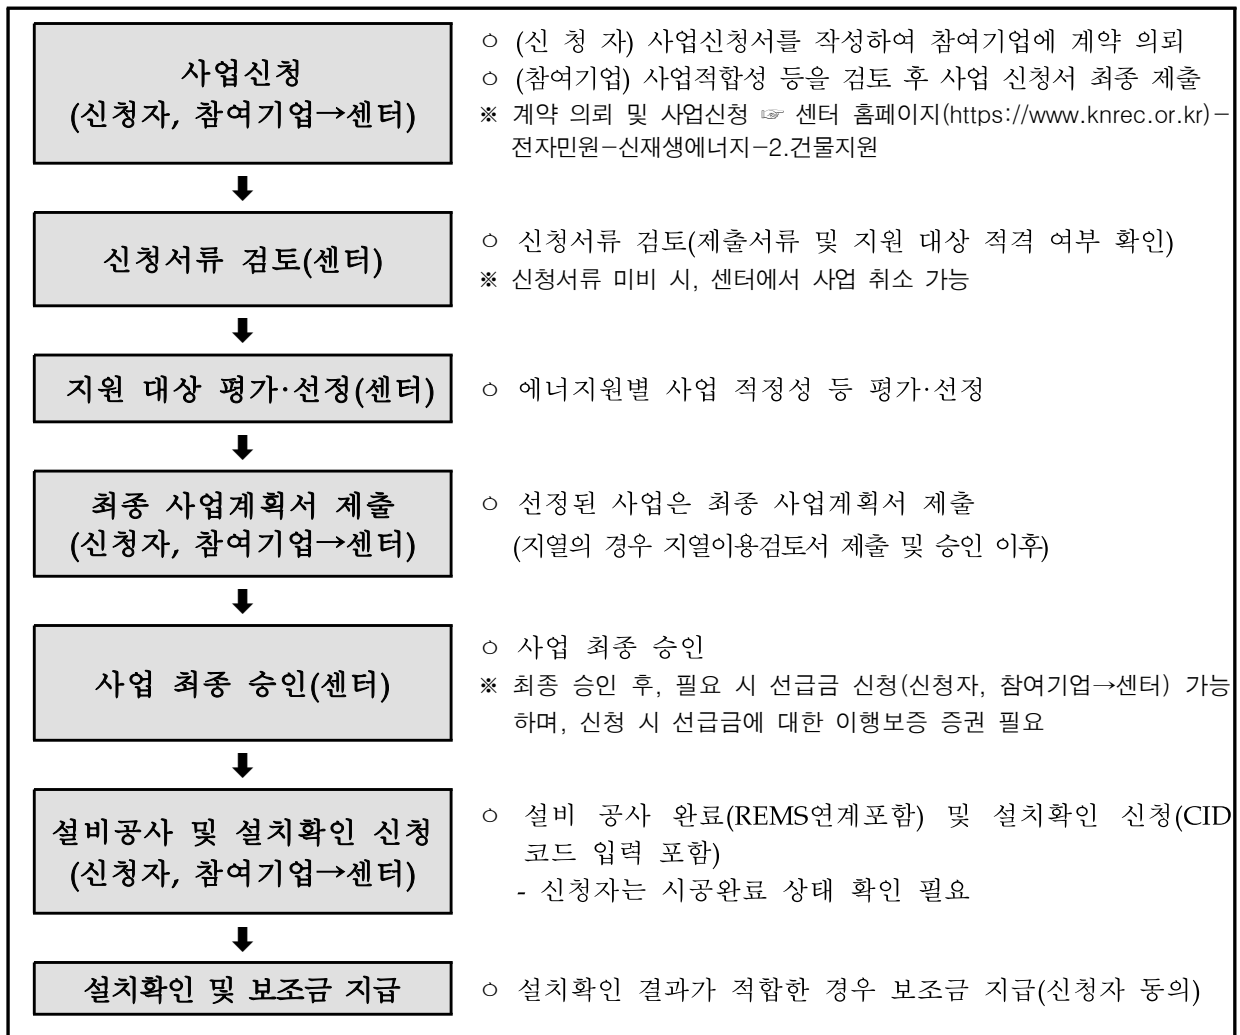 사업신청
(신청자, 참여기업→센터)
ㅇ (신 청 자) 사업신청서를 작성하여 참여기업에 계약 의뢰
ㅇ (참여기업) 사업적합성 등을 검토 후 사업 신청서 최종 제출
※ 계약 의뢰 및 사업신청 ☞ 센터 홈페이지(https://www.knrec.or.kr)-
전자민원-신재생에너지-2.건물지원
⬇
신청서류 검토(센터)
ㅇ 신청서류 검토(제출서류 및 지원 대상 적격 여부 확인)
※ 신청서류 미비 시, 센터에서 사업 취소 가능
⬇
지원 대상 평가·선정(센터)
ㅇ 에너지원별 사업 적정성 등 평가·선정
⬇
최종 사업계획서 제출
(신청자, 참여기업→센터)
ㅇ 선정된 사업은 최종 사업계획서 제출
(지열의 경우 지열이용검토서 제출 및 승인 이후)
⬇
사업 최종 승인(센터)
ㅇ 사업 최종 승인
※ 최종 승인 후, 필요 시 선급금 신청(신청자, 참여기업→센터) 가능
하며, 신청 시 선급금에 대한 이행보증 증권 필요
⬇
설비공사 및 설치확인 신청
(신청자, 참여기업→센터)
ㅇ 설비 공사 완료(REMS연계포함) 및 설치확인 신청(CID
코드 입력 포함)
- 신청자는 시공완료 상태 확인 필요
⬇
설치확인 및 보조금 지급
ㅇ 설치확인 결과가 적합한 경우 보조금 지급(신청자 동의)